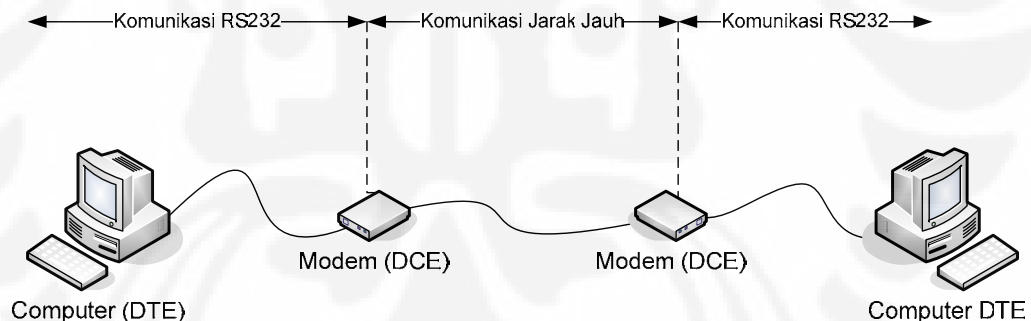 Komunikasi RS232
Komunikasi Jarak Jauh
Komunikasi RS232
Modem (DCE)
Modem (DCE)
Computer (DTE)
Computer DTE